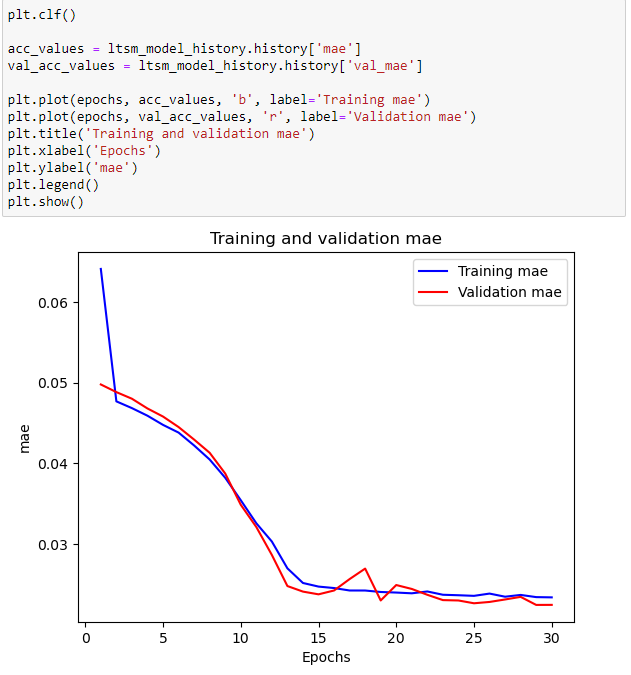 plt.clf()
acc_values = ltsm_model_history.history['mae']
val_acc_values = ltsm_model_history.history['val_mae']
plt.plot(epochs, acc_values, 'b', label='Training mae')
plt.plot(epochs, val_acc_values, 'r', label='Validation mae')
plt.title('Training and validation mae')
plt.xlabel('Epochs')
plt.ylabel('mae')
plt.legend()
plt.show()
Training and validation mae
Training mae
Validation mae
0.06
0.05
0.04
0.03
mae
0 5 10 15 20 25 30
Epochs